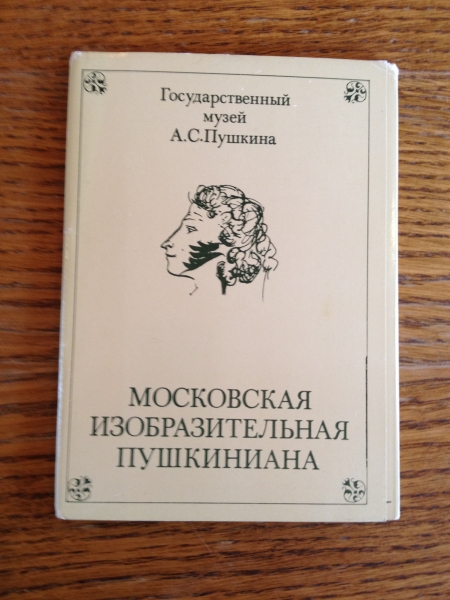 Государственный
музей
А.С.Пушкина
МОСКОВСКАЯ
ИЗОБРАЗИТЕЛЬНАЯ
ПУШКИНИАНА